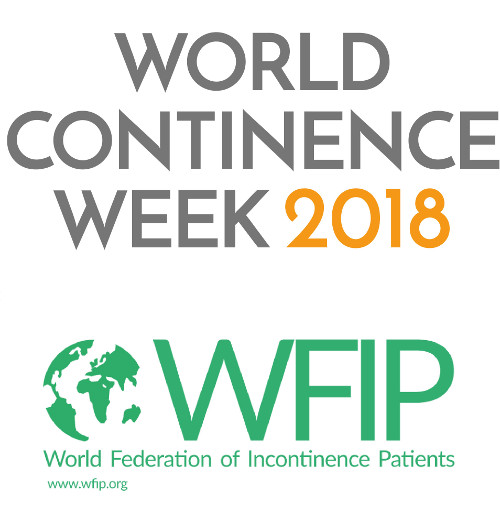 WORLD
CONTINENCE
WEEK 2018
WFIP
World Federation of Incontinence Patients
www.wfip.org